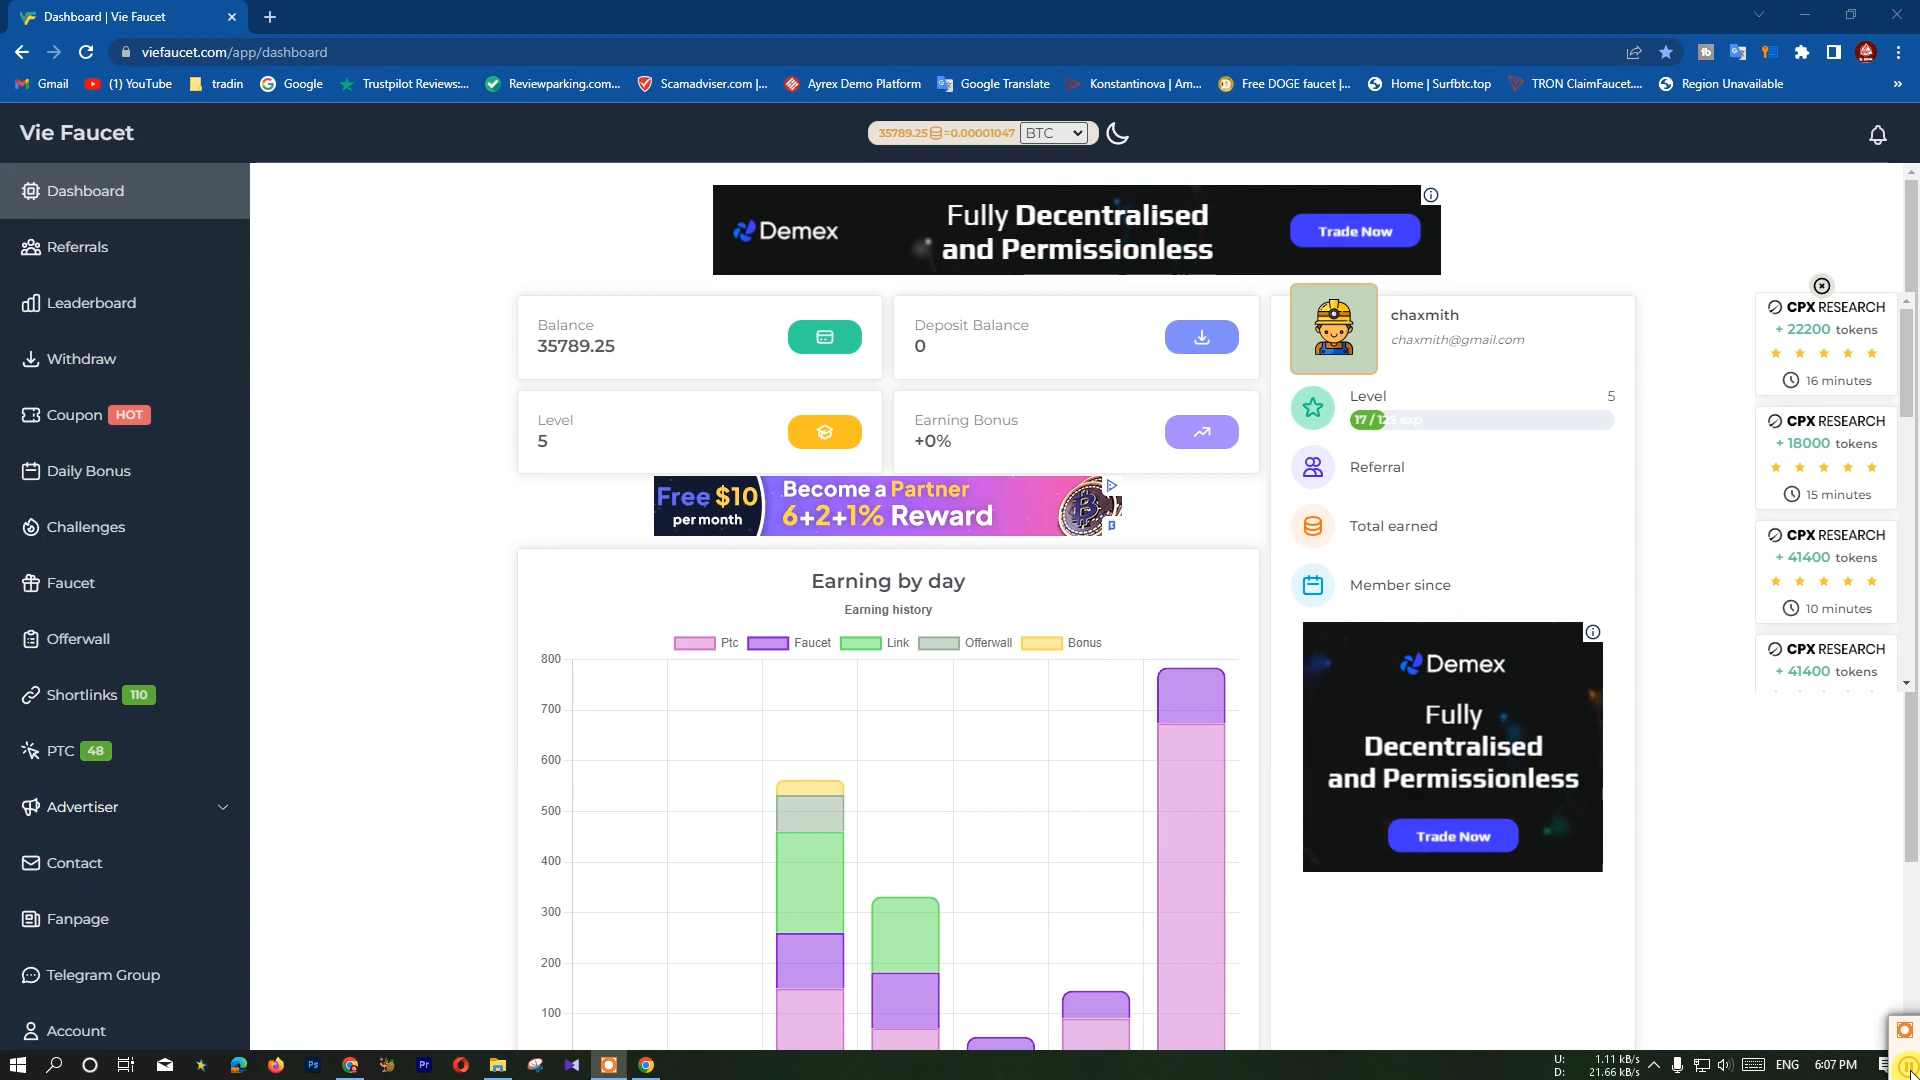 Dashboard | Vie Faucet
viefaucet.com/app/dashboard
Gmail
(1) YouTube
tradin
Google
Trustpilot Reviews:...
Reviewparking.com...
Scamadviser.com |...
Ayrex Demo Platform
Google Translate
Konstantinova | Am...
Free DOGE faucet |...
Home | Surfbtc.top
TRON ClaimFaucet....
Region Unavailable
Vie Faucet
35789.25=0.00001047 BTC
Dashboard
Referrals
Leaderboard
Withdraw
Coupon HOT
Daily Bonus
Challenges
Faucet
Offerwall
Shortlinks 110
PTC 48
Advertiser
Contact
Fanpage
Telegram Group
Account
Demex
Fully Decentralised
and Permissionless
Trade Now
Balance
35789.25
Deposit Balance
0
Level
5
Earning Bonus
+0%
Free $10
per month
Become a Partner
6+2+1% Reward
Earning by day
Earning history
Ptc
Faucet
Link
Offerwall
Bonus
800
700
600
500
400
300
200
100
chaxmith
chaxmith@gmail.com
Level 5
17 / 125 exp
Referral
Total earned
Member since
Demex
Fully
Decentralised
and Permissionless
Trade Now
CPX RESEARCH
+ 22200 tokens
16 minutes
CPX RESEARCH
+ 18000 tokens
15 minutes
CPX RESEARCH
+ 41400 tokens
10 minutes
CPX RESEARCH
+ 41400 tokens
U: 1.11 kB/s
D: 21.66 kB/s
ENG
6:07 PM